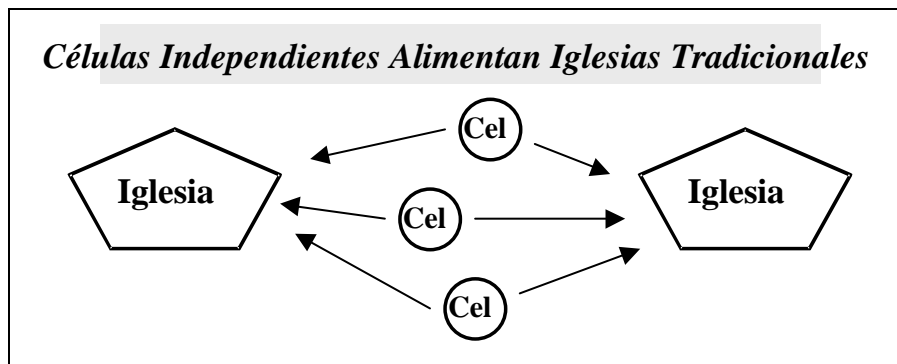 Células Independientes Alimentan Iglesias Tradicionales
Cel
Iglesia
Iglesia
Cel
Cel